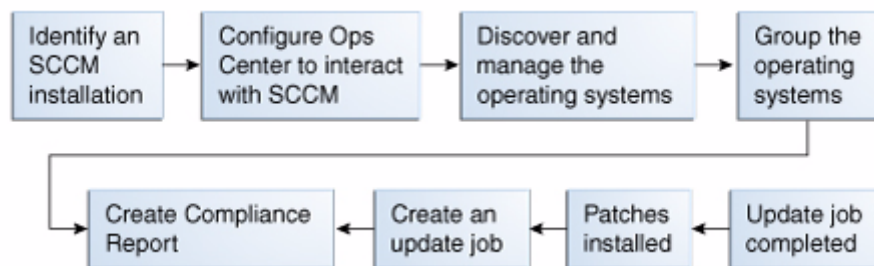 Identify an
SCCM
installation
Configure Ops
Center to interact
with SCCM
Discover and
manage the
operating systems
Group the
operating
systems
Create Compliance
Report
Create an
update job
Patches
installed
Update job
completed